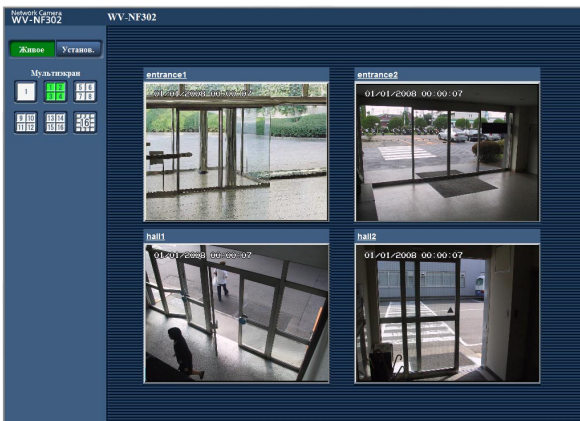 Network Camera
WV-NF302
WV-NF302
Живое Установ.
Мультиэкран
1
1 2
3 4
5 6
7 8
9 10
11 12
13 14
15 16
16
entrance1
01/01/2008 00:00:07
entrance2
01/01/2008 00:00:07
hall1
01/01/2008 00:00:07
hall2
01/01/2008 00:00:07